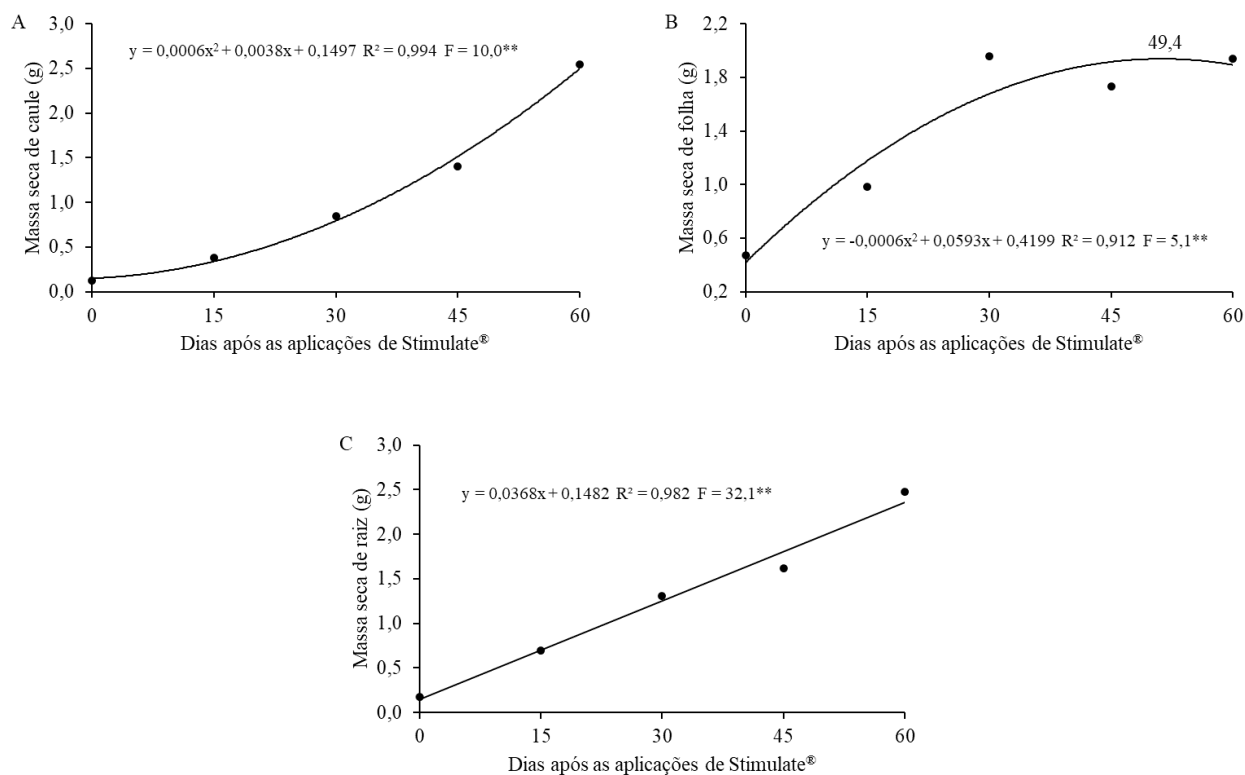 A
y = 0,0006x² + 0,0038x + 0,1497 R² = 0,994 F = 10,0**
Massa seca de caule (g)
3,0
2,5
2,0
1,5
1,0
0,5
0,0
0 15 30 45 60
Dias após as aplicações de Stimulate®
B
49,4
y = -0,0006x² + 0,0593x + 0,4199 R² = 0,912 F = 5,1**
Massa seca de folha (g)
2,2
1,8
1,4
1,0
0,6
0,2
0 15 30 45 60
Dias após as aplicações de Stimulate®
C
y = 0,0368x + 0,1482 R² = 0,982 F = 32,1**
Massa seca de raiz (g)
3,0
2,5
2,0
1,5
1,0
0,5
0,0
0 15 30 45 60
Dias após as aplicações de Stimulate®